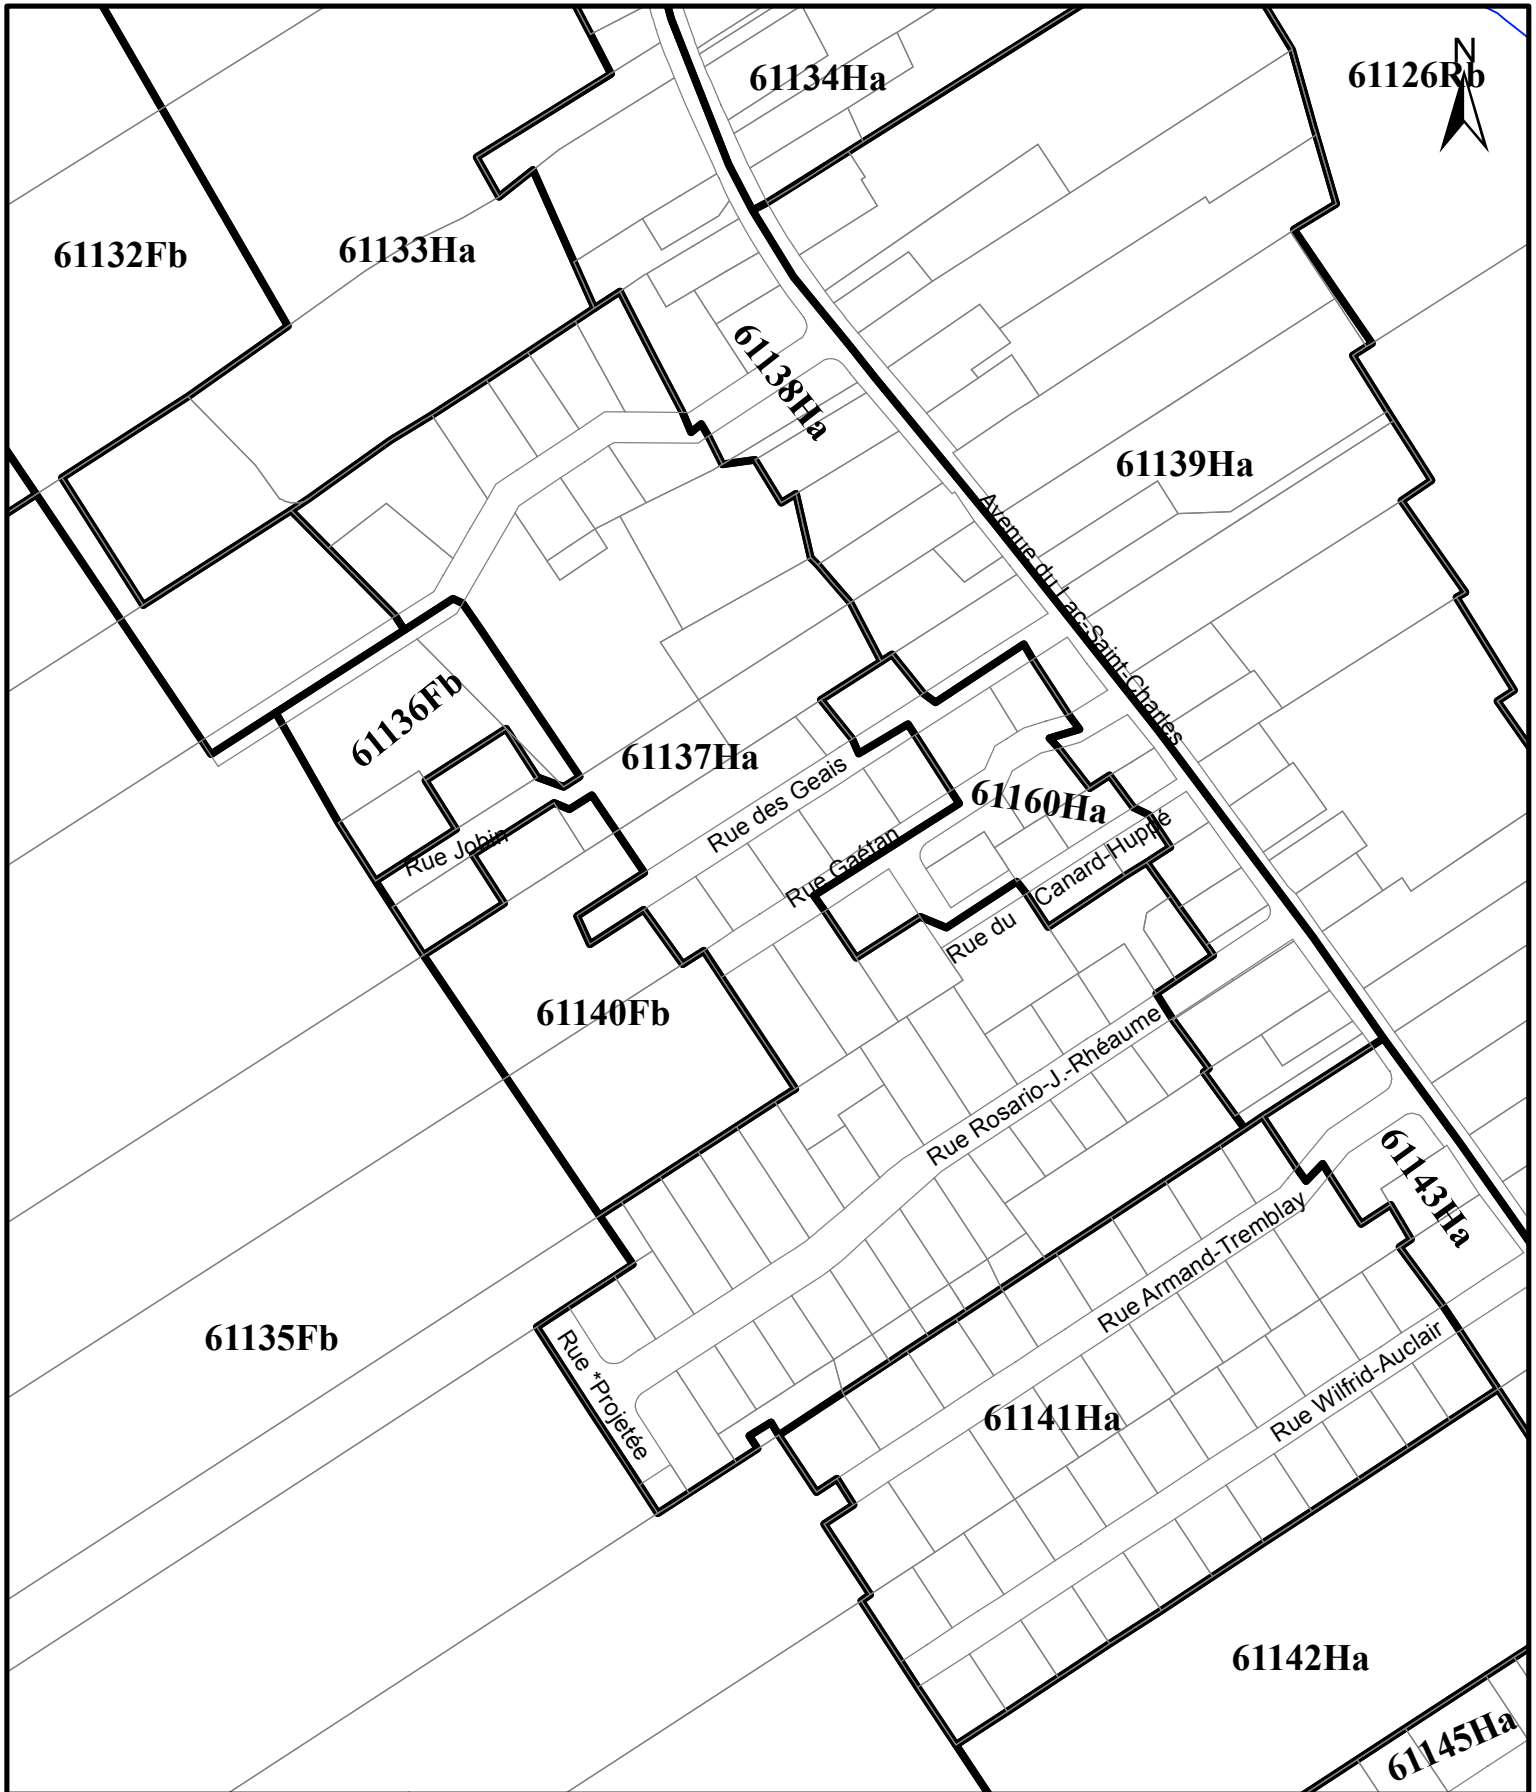 N
61134Ha
61126Rb
61132Fb
61133Ha
61138Ha
61139Ha
Avenue du Lac-Saint-Charles
61136Fb
61137Ha
Rue des Geais
61160Ha
Rue Jobin
Rue Gaétan
Rue du
Canard-Huppé
61140Fb
Rue Rosario-J.-Rhéaume
61143Ha
Rue Armand-Tremblay
61135Fb
Rue *Projetée
61141Ha
Rue Wilfrid-Auclair
61142Ha
61145Ha